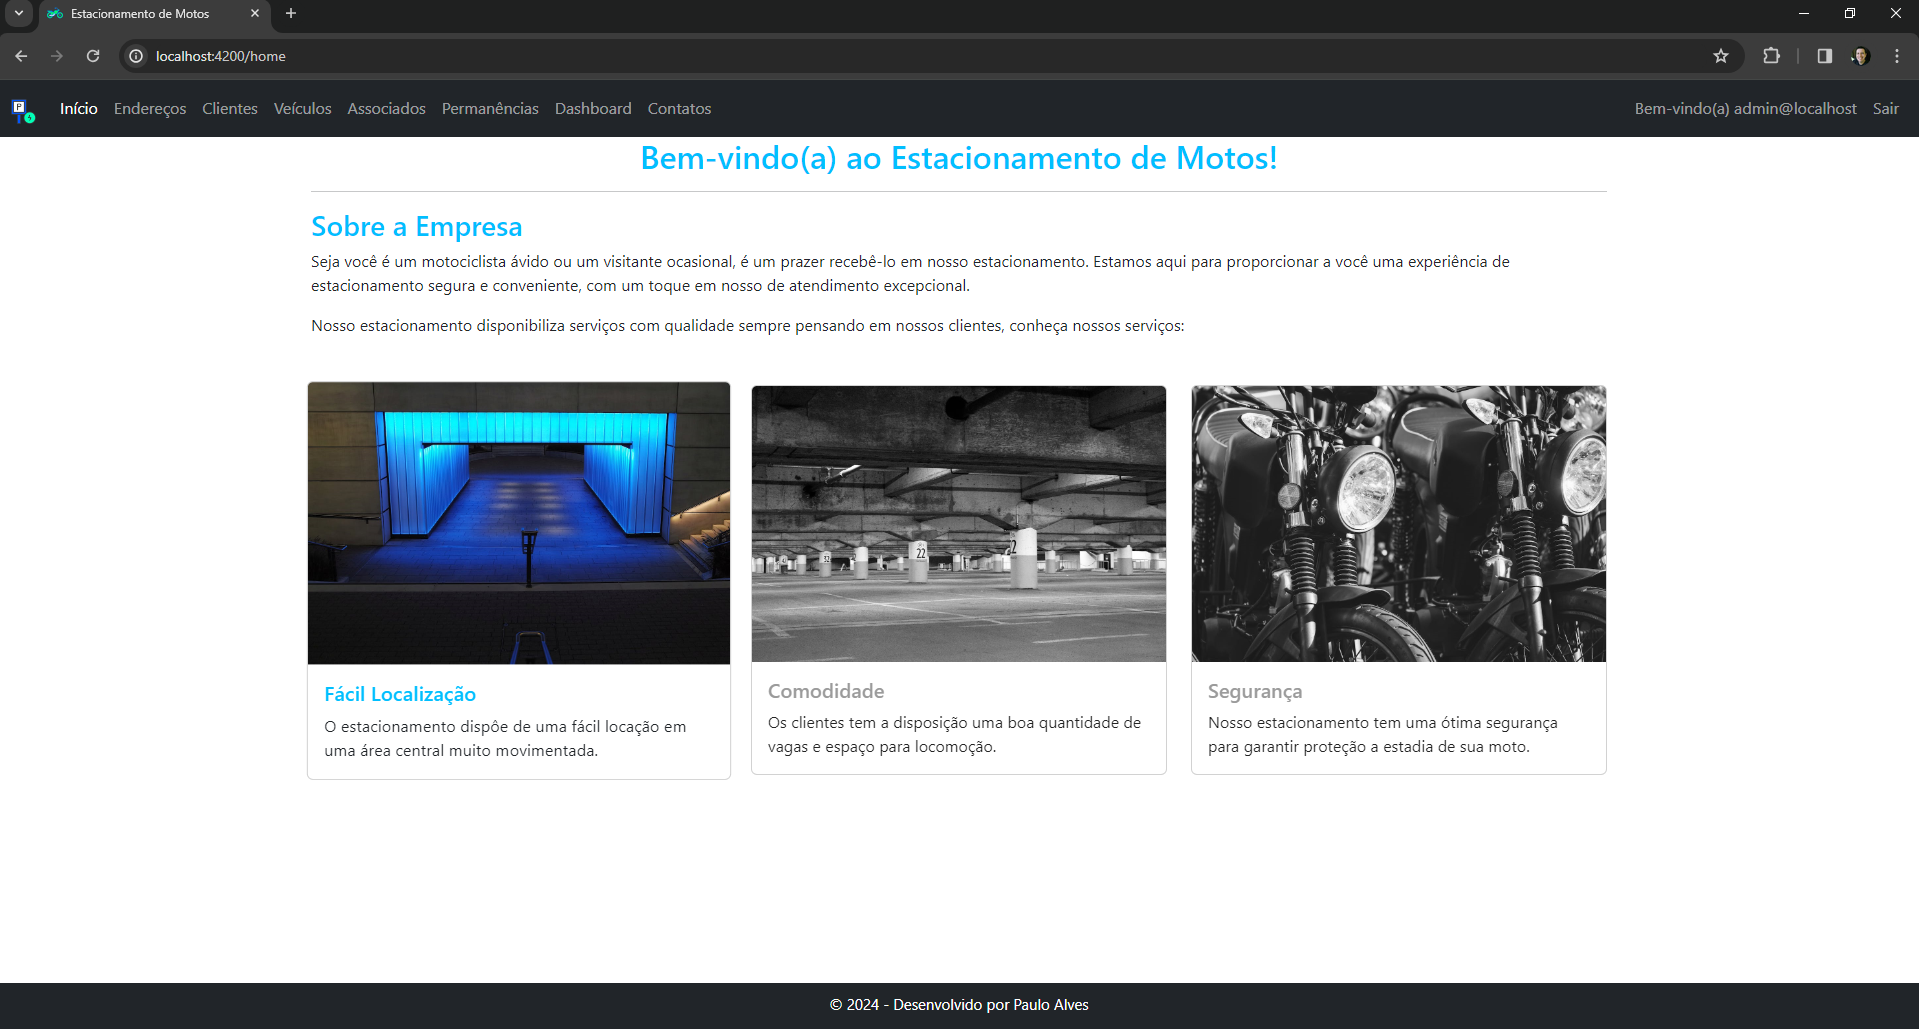 Estacionamento de Motos
localhost:4200/home
P
Início Endereços Clientes Veículos Associados Permanências Dashboard Contatos Bem-vindo(a) admin@localhost Sair
Bem-vindo(a) ao Estacionamento de Motos!
Sobre a Empresa
Seja você é um motociclista ávido ou um visitante ocasional, é um prazer recebê-lo em nosso estacionamento. Estamos aqui para proporcionar a você uma experiência de
estacionamento segura e conveniente, com um toque em nosso de atendimento excepcional.
Nosso estacionamento disponibiliza serviços com qualidade sempre pensando em nossos clientes, conheça nossos serviços:
22
Fácil Localização
O estacionamento dispôe de uma fácil locação em
uma área central muito movimentada.
Comodidade
Os clientes tem a disposição uma boa quantidade de
vagas e espaço para locomoção.
Segurança
Nosso estacionamento tem uma ótima segurança
para garantir proteção a estadia de sua moto.
© 2024 - Desenvolvido por Paulo Alves